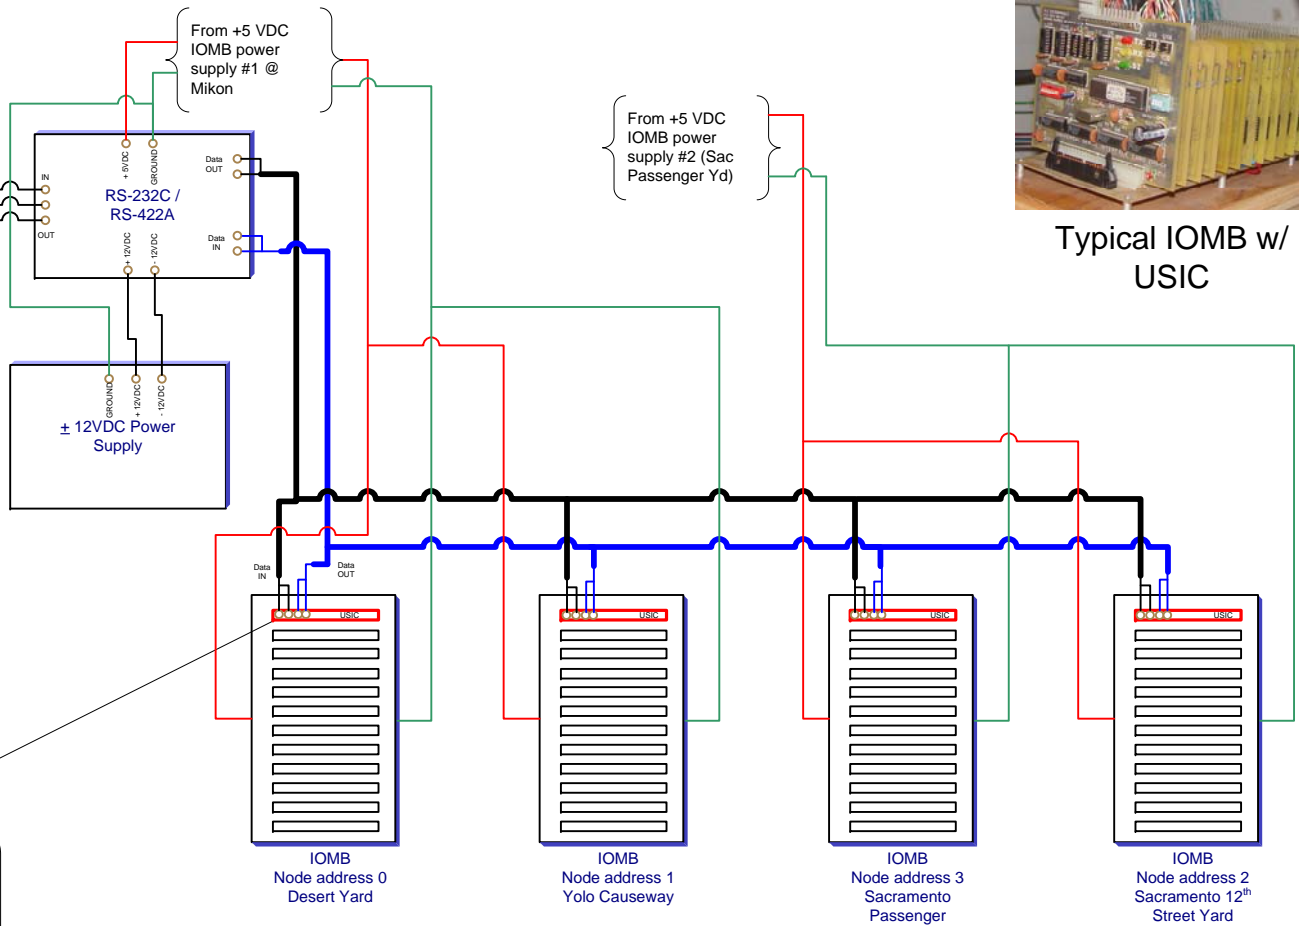 From +5 VDC
IOMB power
supply #1 @
Mikon
From +5 VDC
IOMB power
supply #2 (Sac
Passenger Yd)
Typical IOMB w/
USIC
+ 5VDC
GROUND
Data
OUT
IN
RS-232C /
RS-422A
OUT
Data
IN
+ 12VDC
- 12VDC
GROUND
+ 12VDC
- 12VDC
± 12VDC Power
Supply
Data
IN
Data
OUT
USIC
USIC
USIC
USIC
IOMB
Node address 0
Desert Yard
IOMB
Node address 1
Yolo Causeway
IOMB
Node address 3
Sacramento
Passenger
IOMB
Node address 2
Sacramento 12th
Street Yard